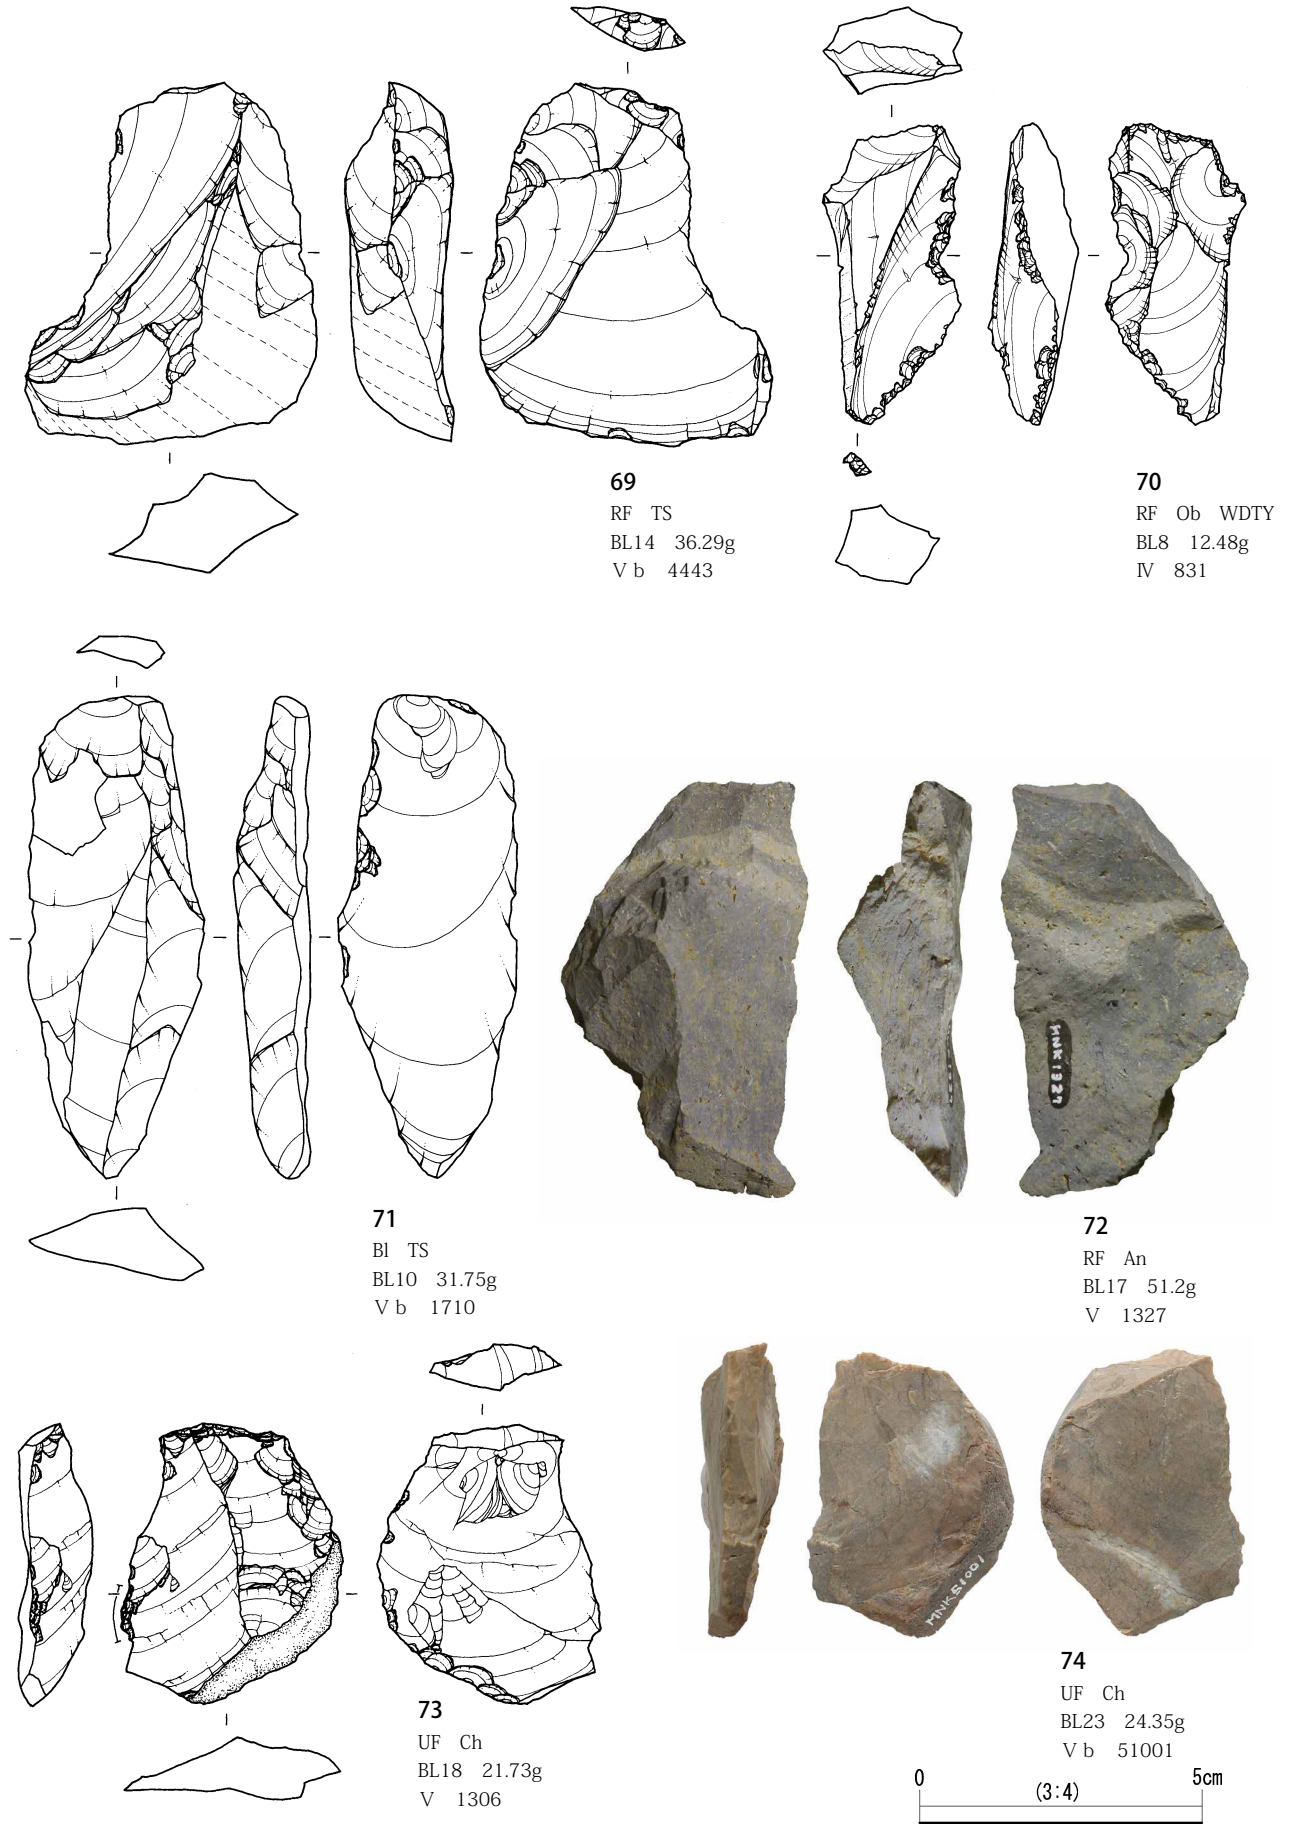 69
RF TS
BL14 36.29g
Ⅴb 4443
70
RF Ob WDTY
BL8 12.48g
Ⅳ 831
71
Bl TS
BL10 31.75g
Ⅴb 1710
MNK1327
72
RF An
BL17 51.2g
Ⅴ 1327
73
UF Ch
BL18 21.73g
Ⅴ 1306
MNK51001
74
UF Ch
BL23 24.35g
Ⅴb 51001
0 (3:4) 5cm